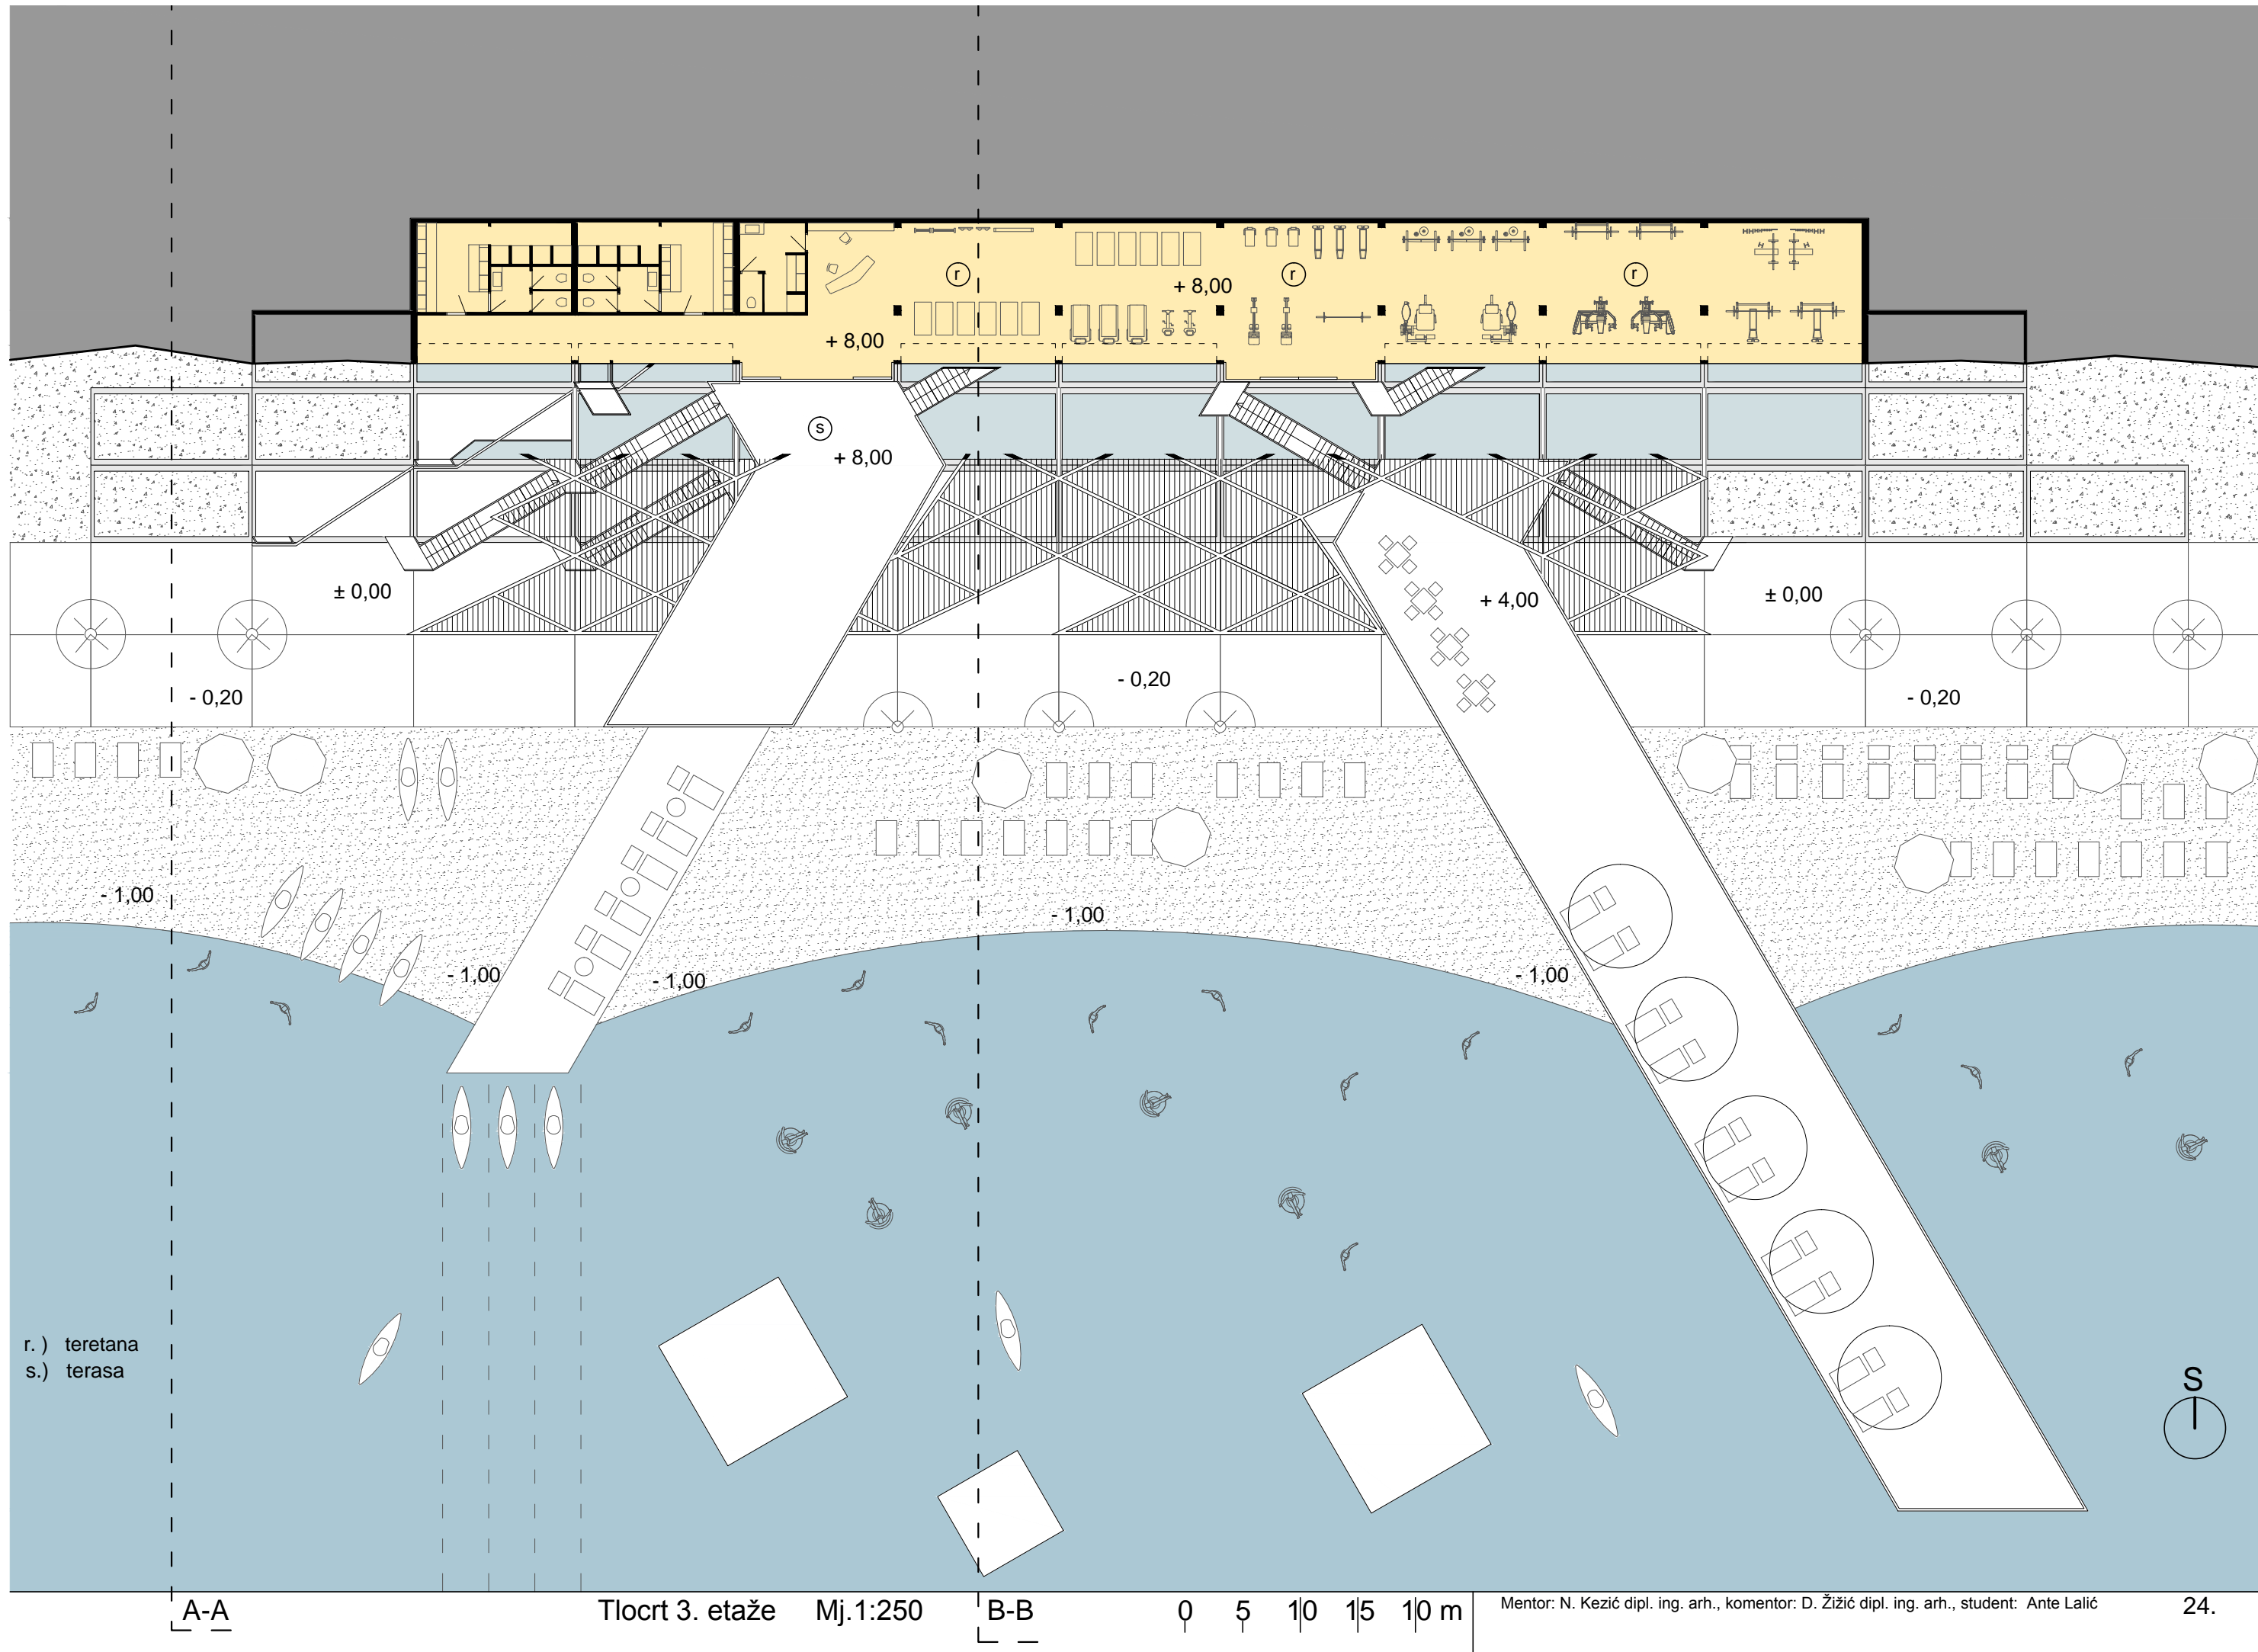 r
r
r
+ 8,00
+ 8,00
s
+ 8,00
± 0,00
+ 4,00
± 0,00
- 0,20
- 0,20
- 0,20
- 1,00
- 1,00
- 1,00
- 1,00
- 1,00
r. ) teretana
s.) terasa
S
A-A
Tlocrt 3. etaže Mj.1:250
B-B
0 5 10 15 10 m
Mentor: N. Kezić dipl. ing. arh., komentor: D. Žižić dipl. ing. arh., student: Ante Lalić
24.